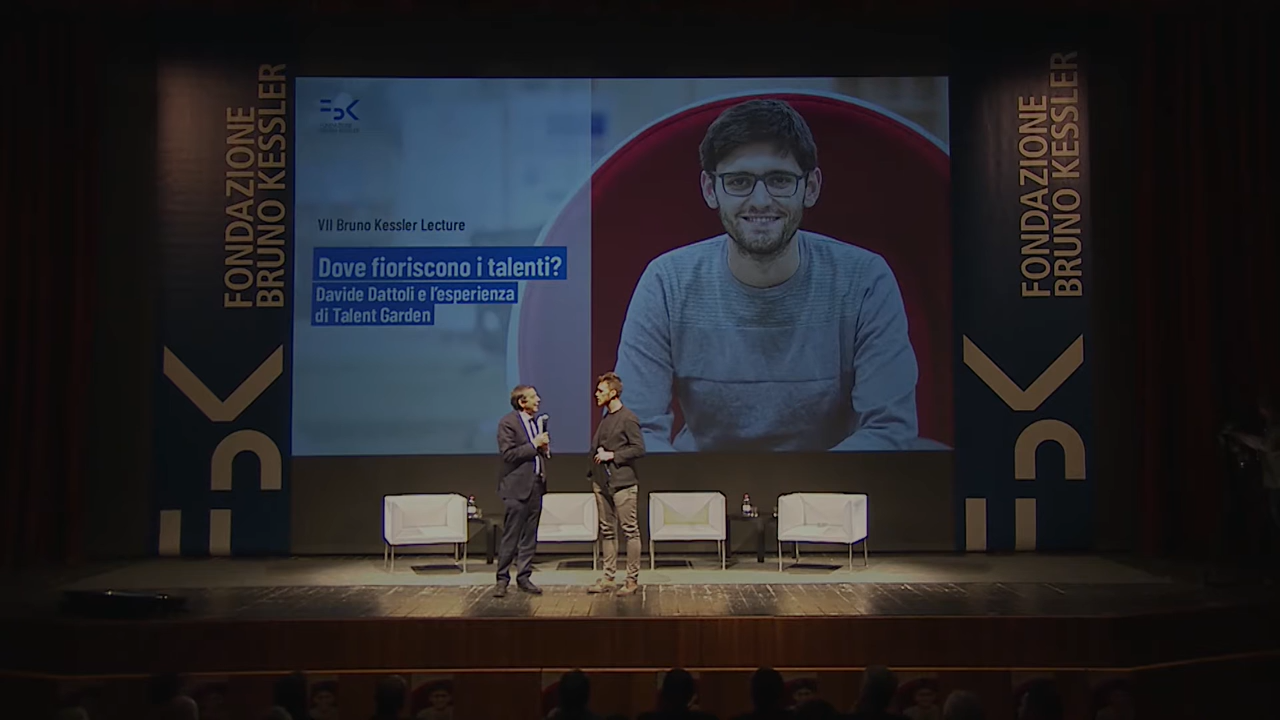 FONDAZIONE
BRUNO KESSLER
VII Bruno Kessler Lecture
Dove fioriscono i talenti?
Davide Dattoli e l'esperienza
di Talent Garden
FONDAZIONE
BRUNO KESSLER